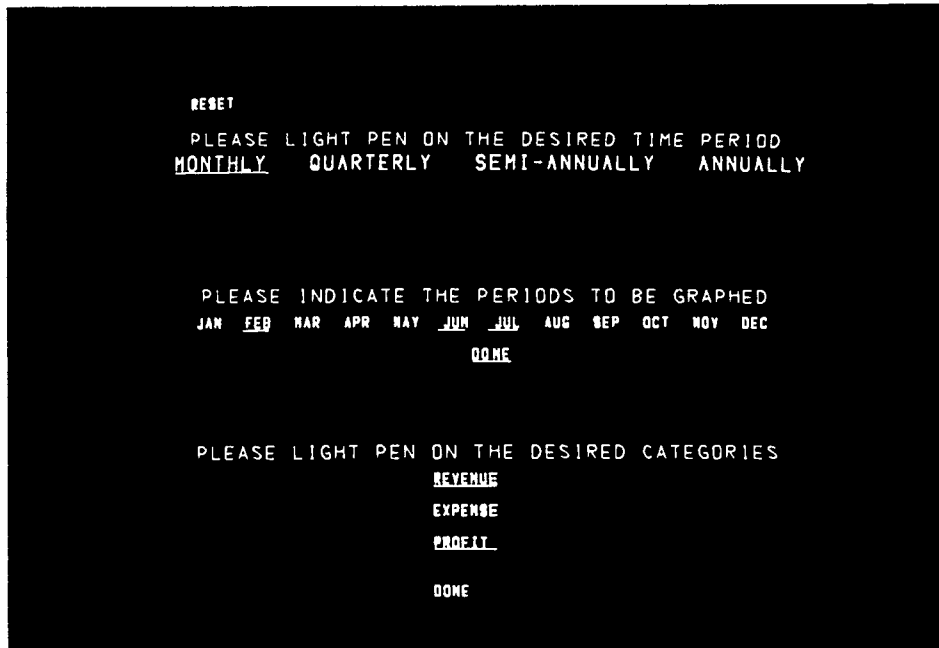 RESET
PLEASE LIGHT PEN ON THE DESIRED TIME PERIOD
MONTHLY QUARTERLY SEMI-ANNUALLY ANNUALLY
PLEASE INDICATE THE PERIODS TO BE GRAPHED
JAN FEB MAR APR MAY JUN JUL AUG SEP OCT NOV DEC
DONE
PLEASE LIGHT PEN ON THE DESIRED CATEGORIES
REVENUE
EXPENSE
PROFIT
DONE